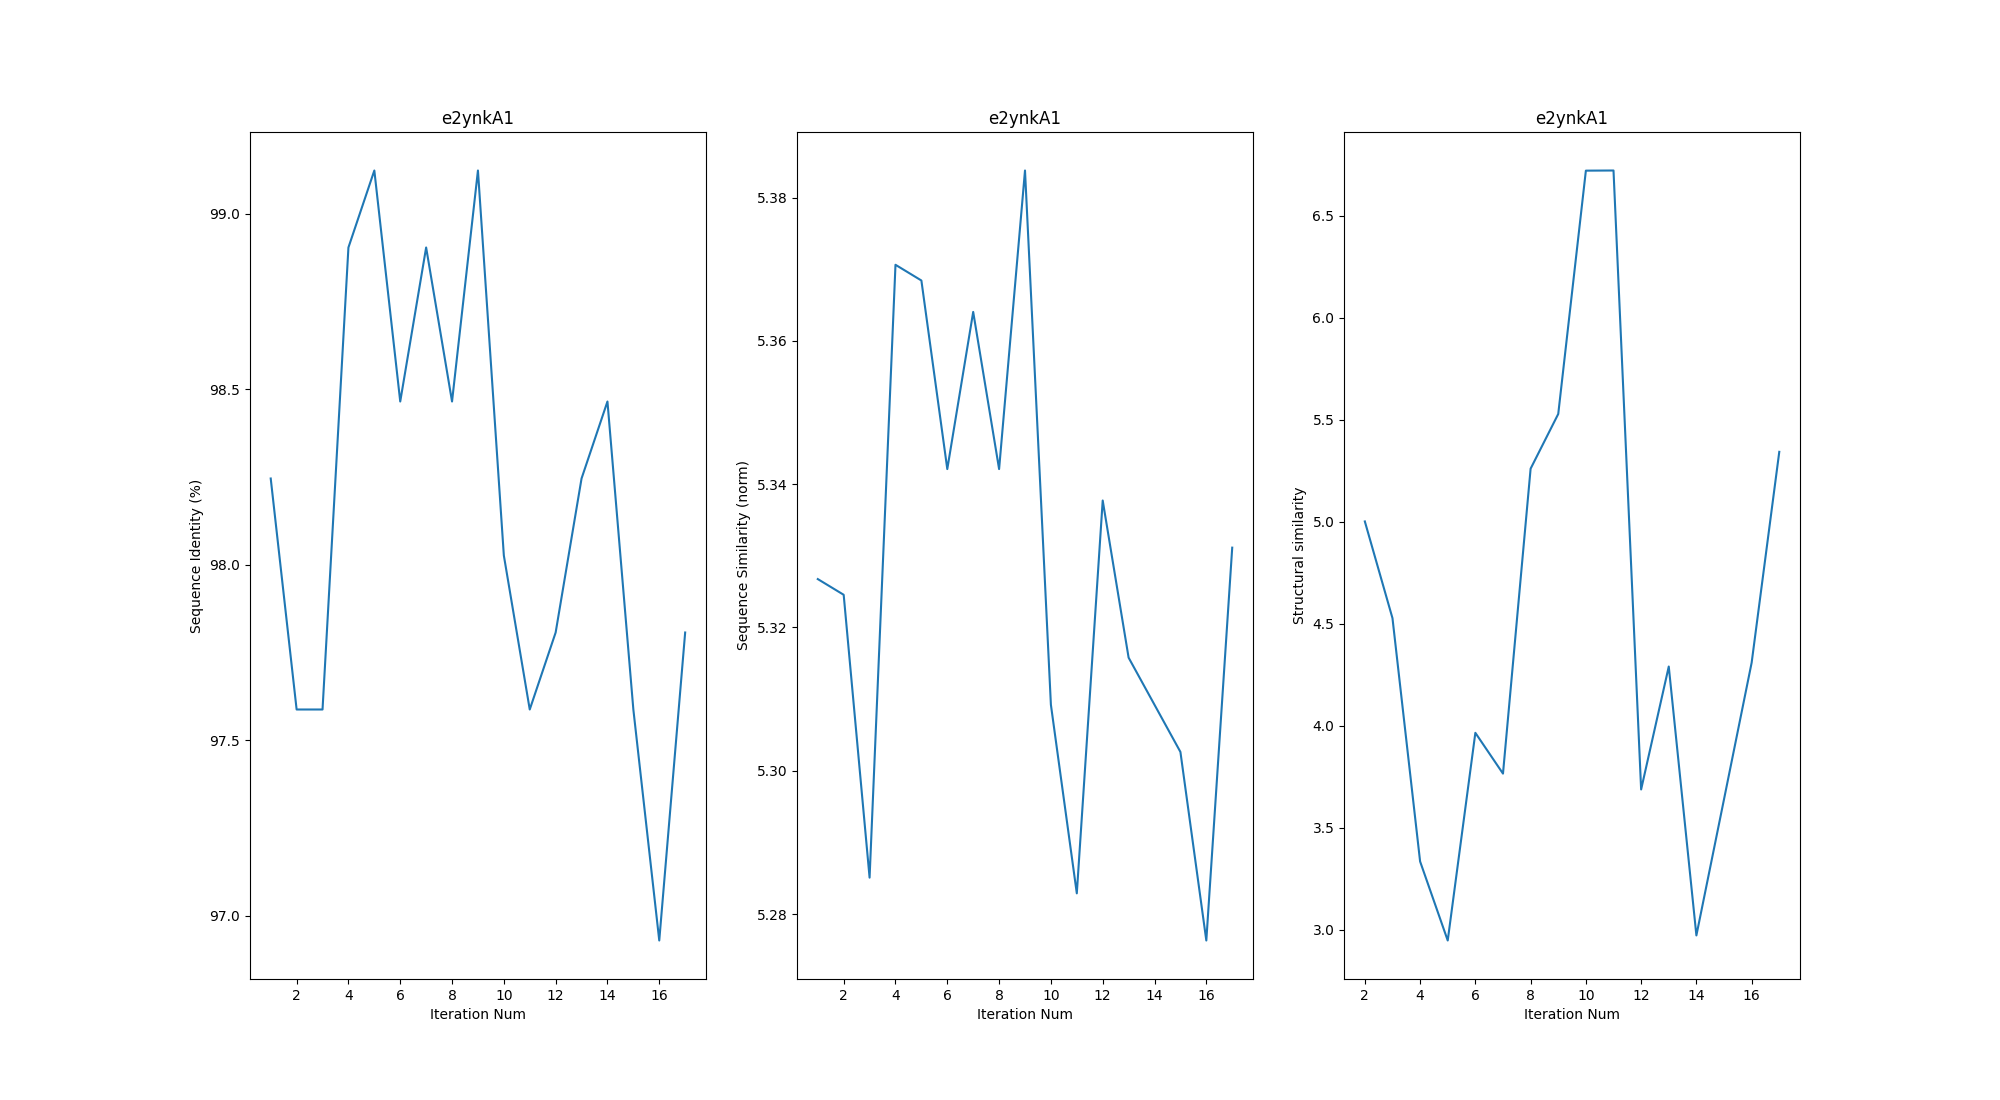 e2ynkA1
Sequence Identity (%)
99.0
98.5
98.0
97.5
97.0
2 4 6 8 10 12 14 16
Iteration Num
e2ynkA1
Sequence Similarity (norm)
5.38
5.36
5.34
5.32
5.30
5.28
2 4 6 8 10 12 14 16
Iteration Num
e2ynkA1
Structural similarity
6.5
6.0
5.5
5.0
4.5
4.0
3.5
3.0
2 4 6 8 10 12 14 16
Iteration Num